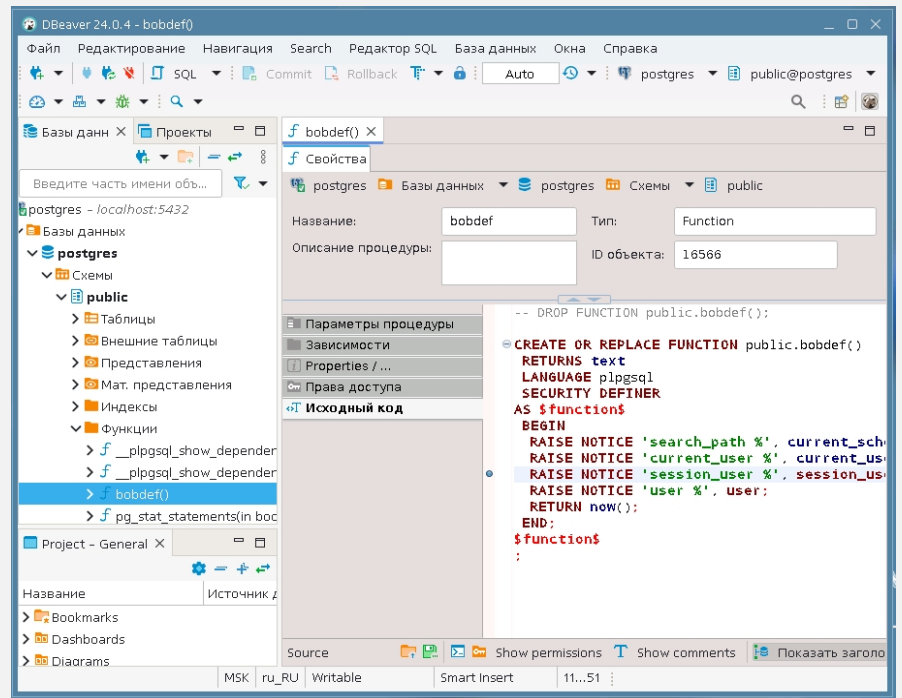 DBeaver 24.0.4 - bobdef()
Файл Редактирование Навигация Search Редактор SQL База данных Окна Справка
SQL Commit Rollback Auto postgres public@postgres
Базы данн Проекты
Введите часть имени объ...
postgres - localhost:5432
Базы данных
postgres
Схемы
public
Таблицы
Внешние таблицы
Представления
Мат. представления
Индексы
Функции
__plpgsql_show_dependen
__plpgsql_show_dependen
bobdef()
pg_stat_statements(in boo
Project - General
Название Источник д
Bookmarks
Dashboards
Diagrams
bobdef()
Свойства
postgres Базы данных postgres Схемы public
Название: bobdef Тип: Function
Описание процедуры: ID объекта: 16566
Параметры процедуры
Зависимости
Properties / ...
Права доступа
Исходный код
-- DROP FUNCTION public.bobdef();
CREATE OR REPLACE FUNCTION public.bobdef()
RETURNS text
LANGUAGE plpgsql
SECURITY DEFINER
AS $function$
BEGIN
RAISE NOTICE 'search_path %', current_sch
RAISE NOTICE 'current_user %', current_us
RAISE NOTICE 'session_user %', session_us
RAISE NOTICE 'user %', user;
RETURN now();
END;
$function$
;
Source Show permissions Show comments Показать заголо
MSK ru_RU Writable Smart Insert 11...51